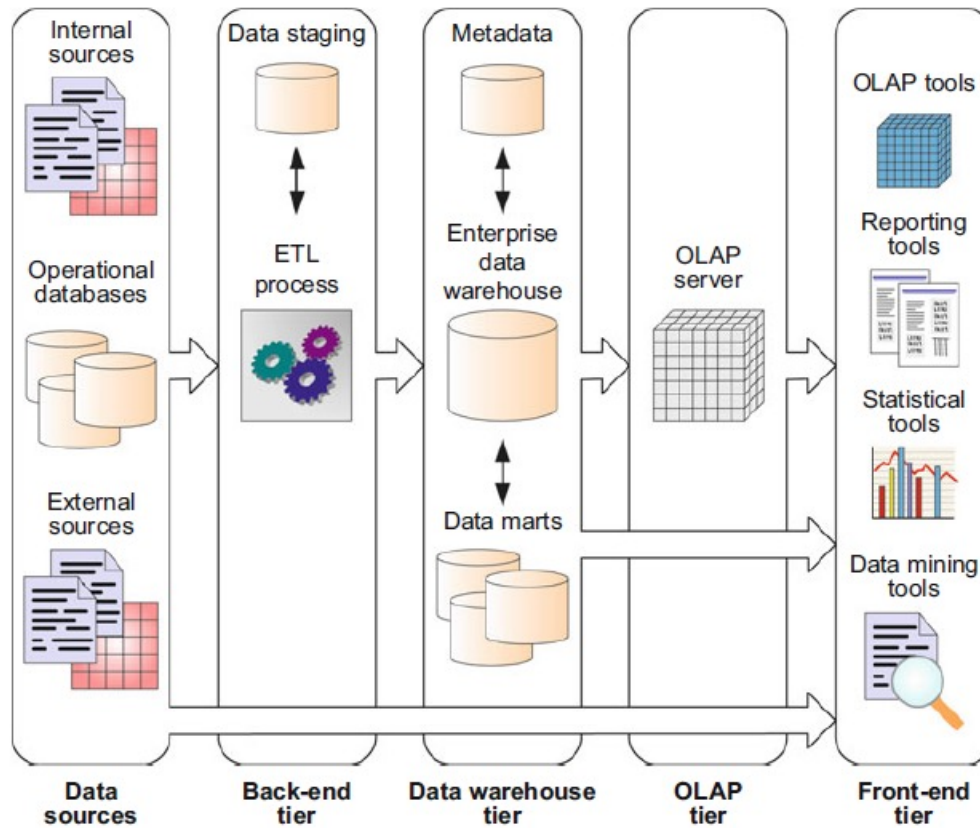 Internal
sources
Operational
databases
External
sources
Data
sources
Data staging
ETL
process
Back-end
tier
Metadata
Enterprise
data
warehouse
Data marts
Data warehouse
tier
OLAP
server
OLAP
tier
OLAP tools
Reporting
tools
Statistical
tools
Data mining
tools
Front-end
tier